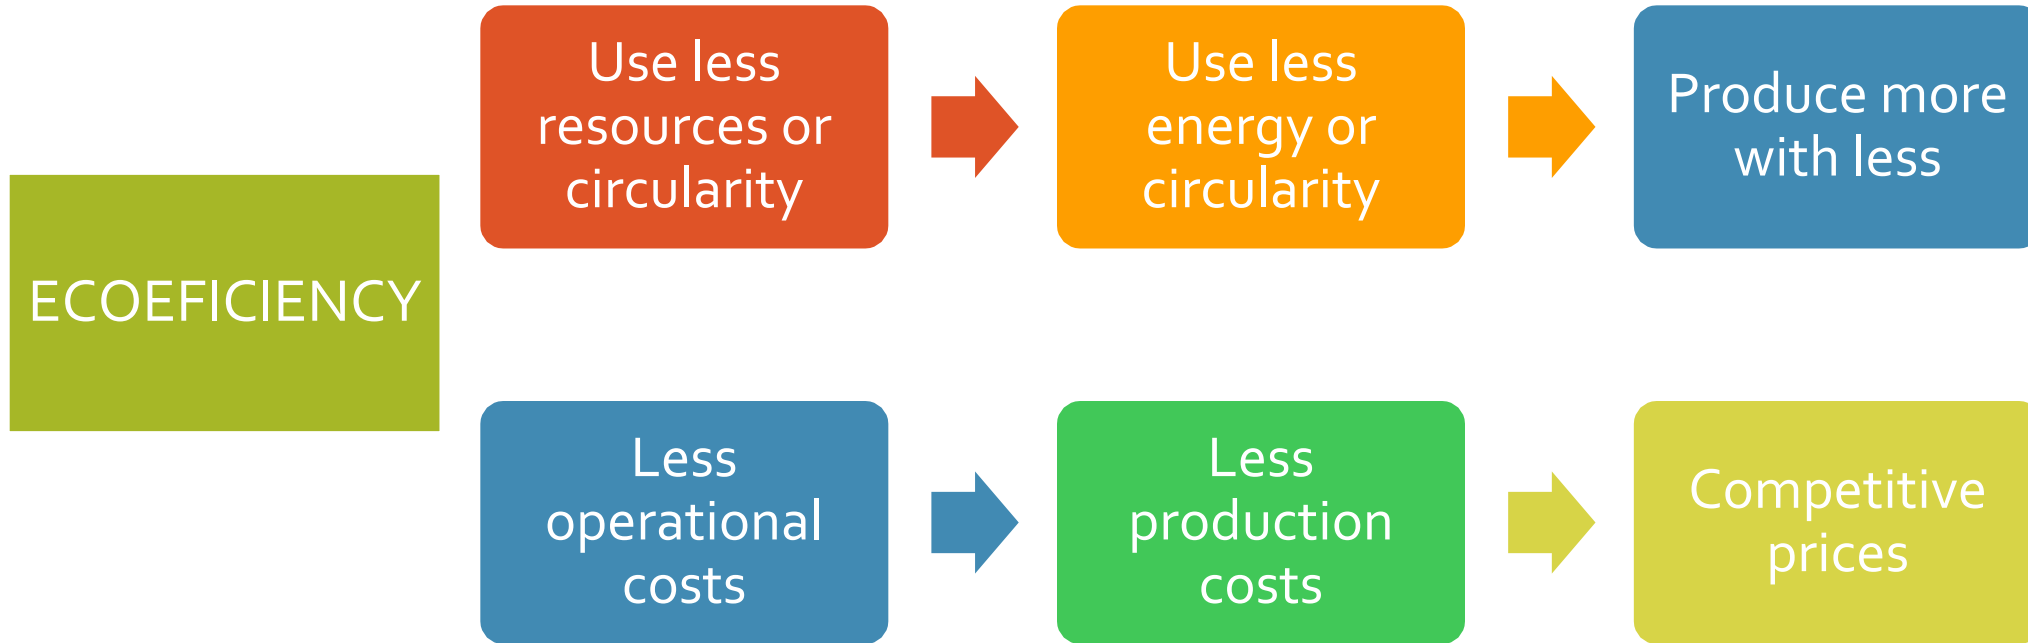 ECOEFICIENCY
Use less
resources or
circularity
Use less
energy or
circularity
Produce more
with less
Less
operational
costs
Less
production
costs
Competitive
prices